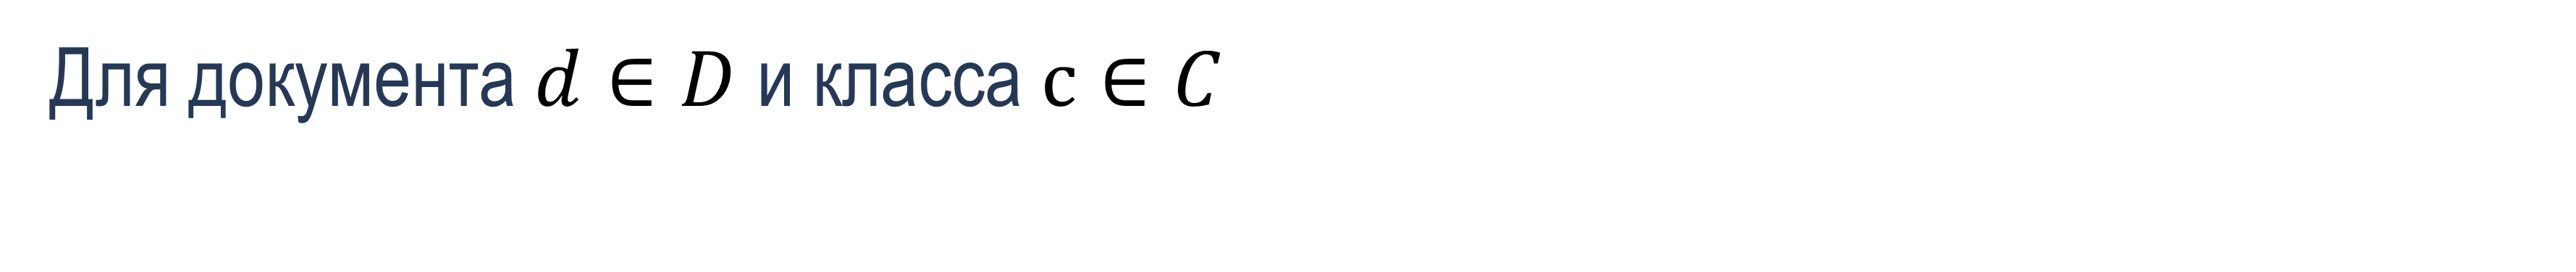 Для документа d ∈ D и класса c ∈ C